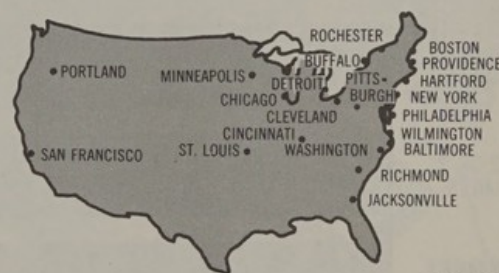 ROCHESTER
BOSTON
BUFFALO
PROVIDENCE
PORTLAND
MINNEAPOLIS
PITTS-
BURGH
HARTFORD
DETROIT
CHICAGO
NEW YORK
CLEVELAND
PHILADELPHIA
CINCINNATI
WILMINGTON
SAN FRANCISCO
ST. LOUIS
WASHINGTON
BALTIMORE
RICHMOND
JACKSONVILLE